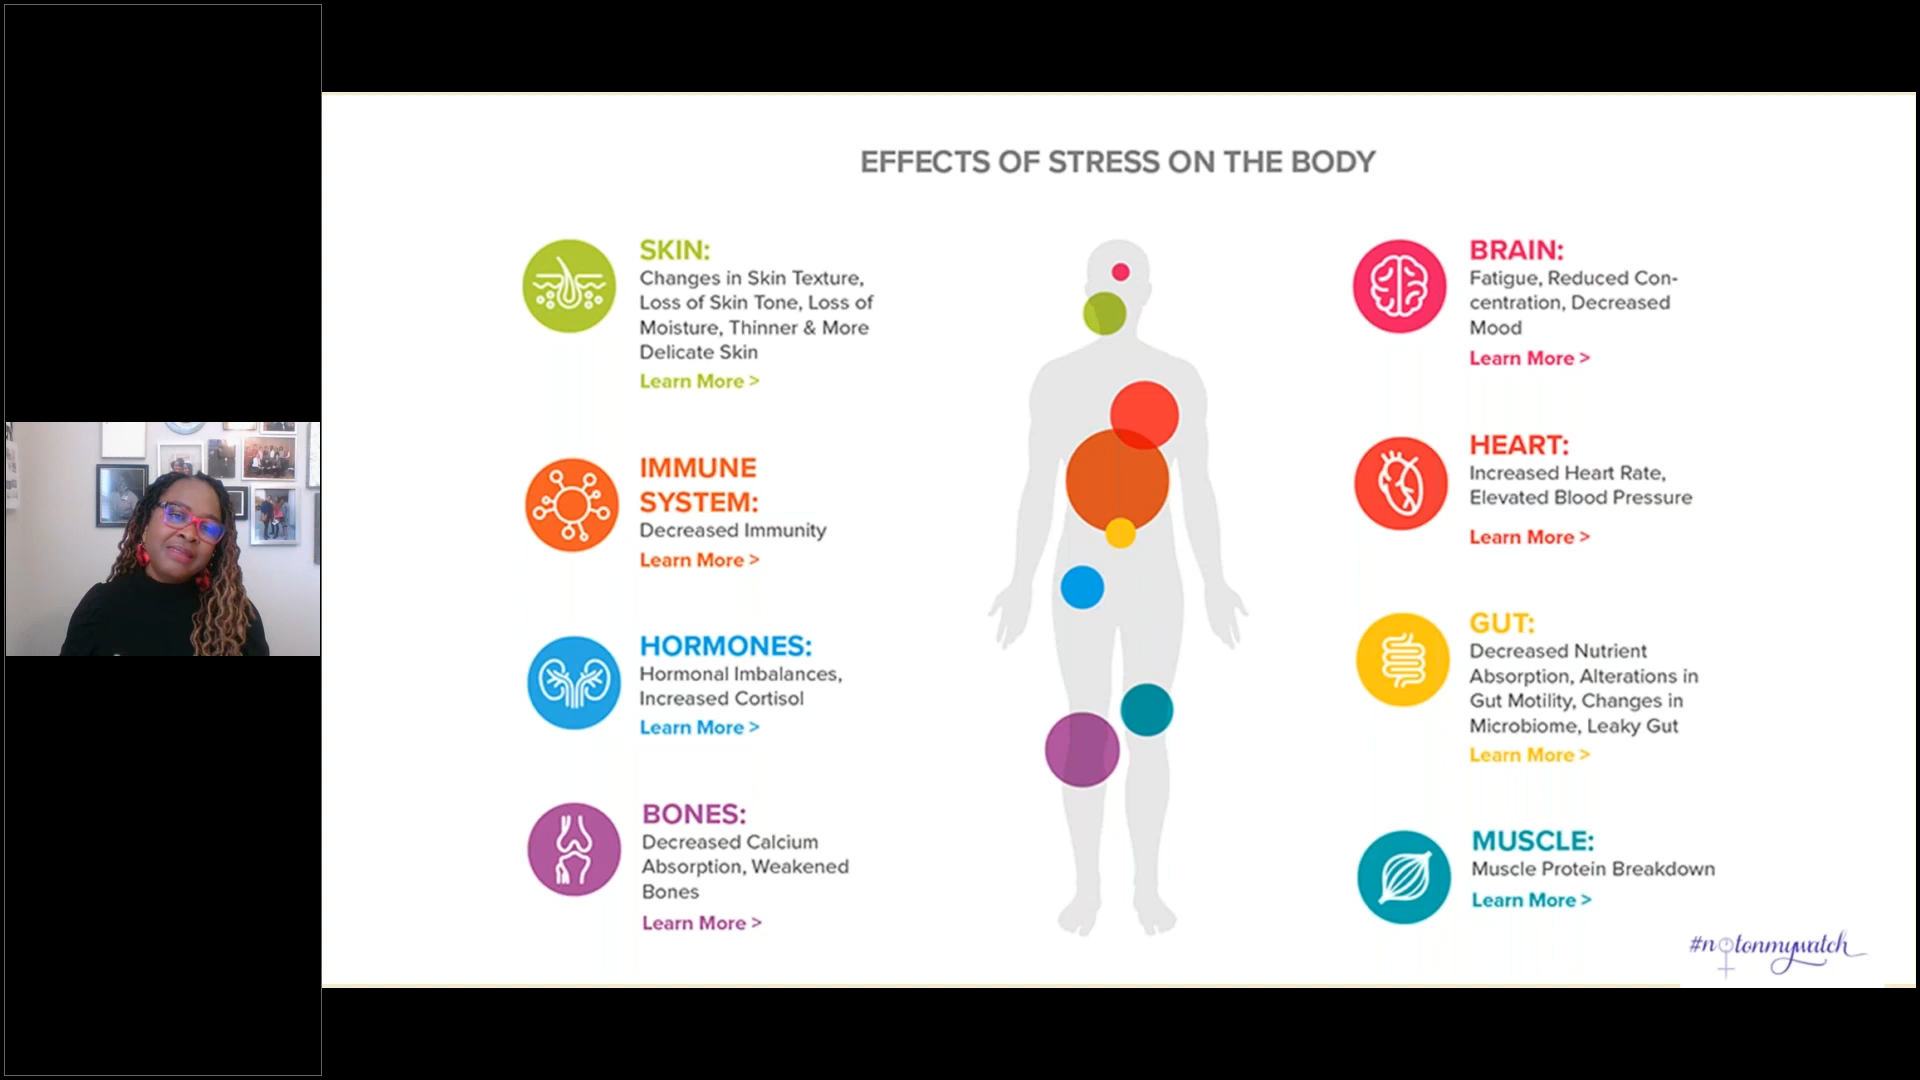 EFFECTS OF STRESS ON THE BODY
SKIN:
Changes in Skin Texture,
Loss of Skin Tone, Loss of
Moisture, Thinner & More
Delicate Skin
Learn More >
IMMUNE
SYSTEM:
Decreased Immunity
Learn More >
HORMONES:
Hormonal Imbalances,
Increased Cortisol
Learn More >
BONES:
Decreased Calcium
Absorption, Weakened
Bones
Learn More >
BRAIN:
Fatigue, Reduced Con-
centration, Decreased
Mood
Learn More >
HEART:
Increased Heart Rate,
Elevated Blood Pressure
Learn More >
GUT:
Decreased Nutrient
Absorption, Alterations in
Gut Motility, Changes in
Microbiome, Leaky Gut
Learn More >
MUSCLE:
Muscle Protein Breakdown
Learn More >
#notonmywatch